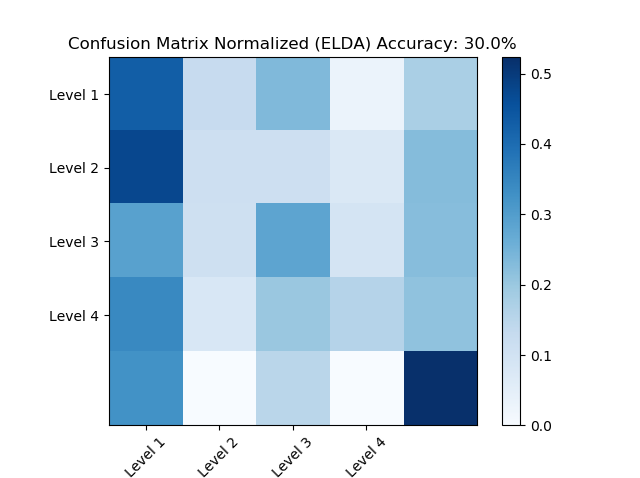 Confusion Matrix Normalized (ELDA) Accuracy: 30.0%
Level 1
Level 2
Level 3
Level 4
0.5
0.4
0.3
0.2
0.1
0.0
Level 1
Level 2
Level 3
Level 4